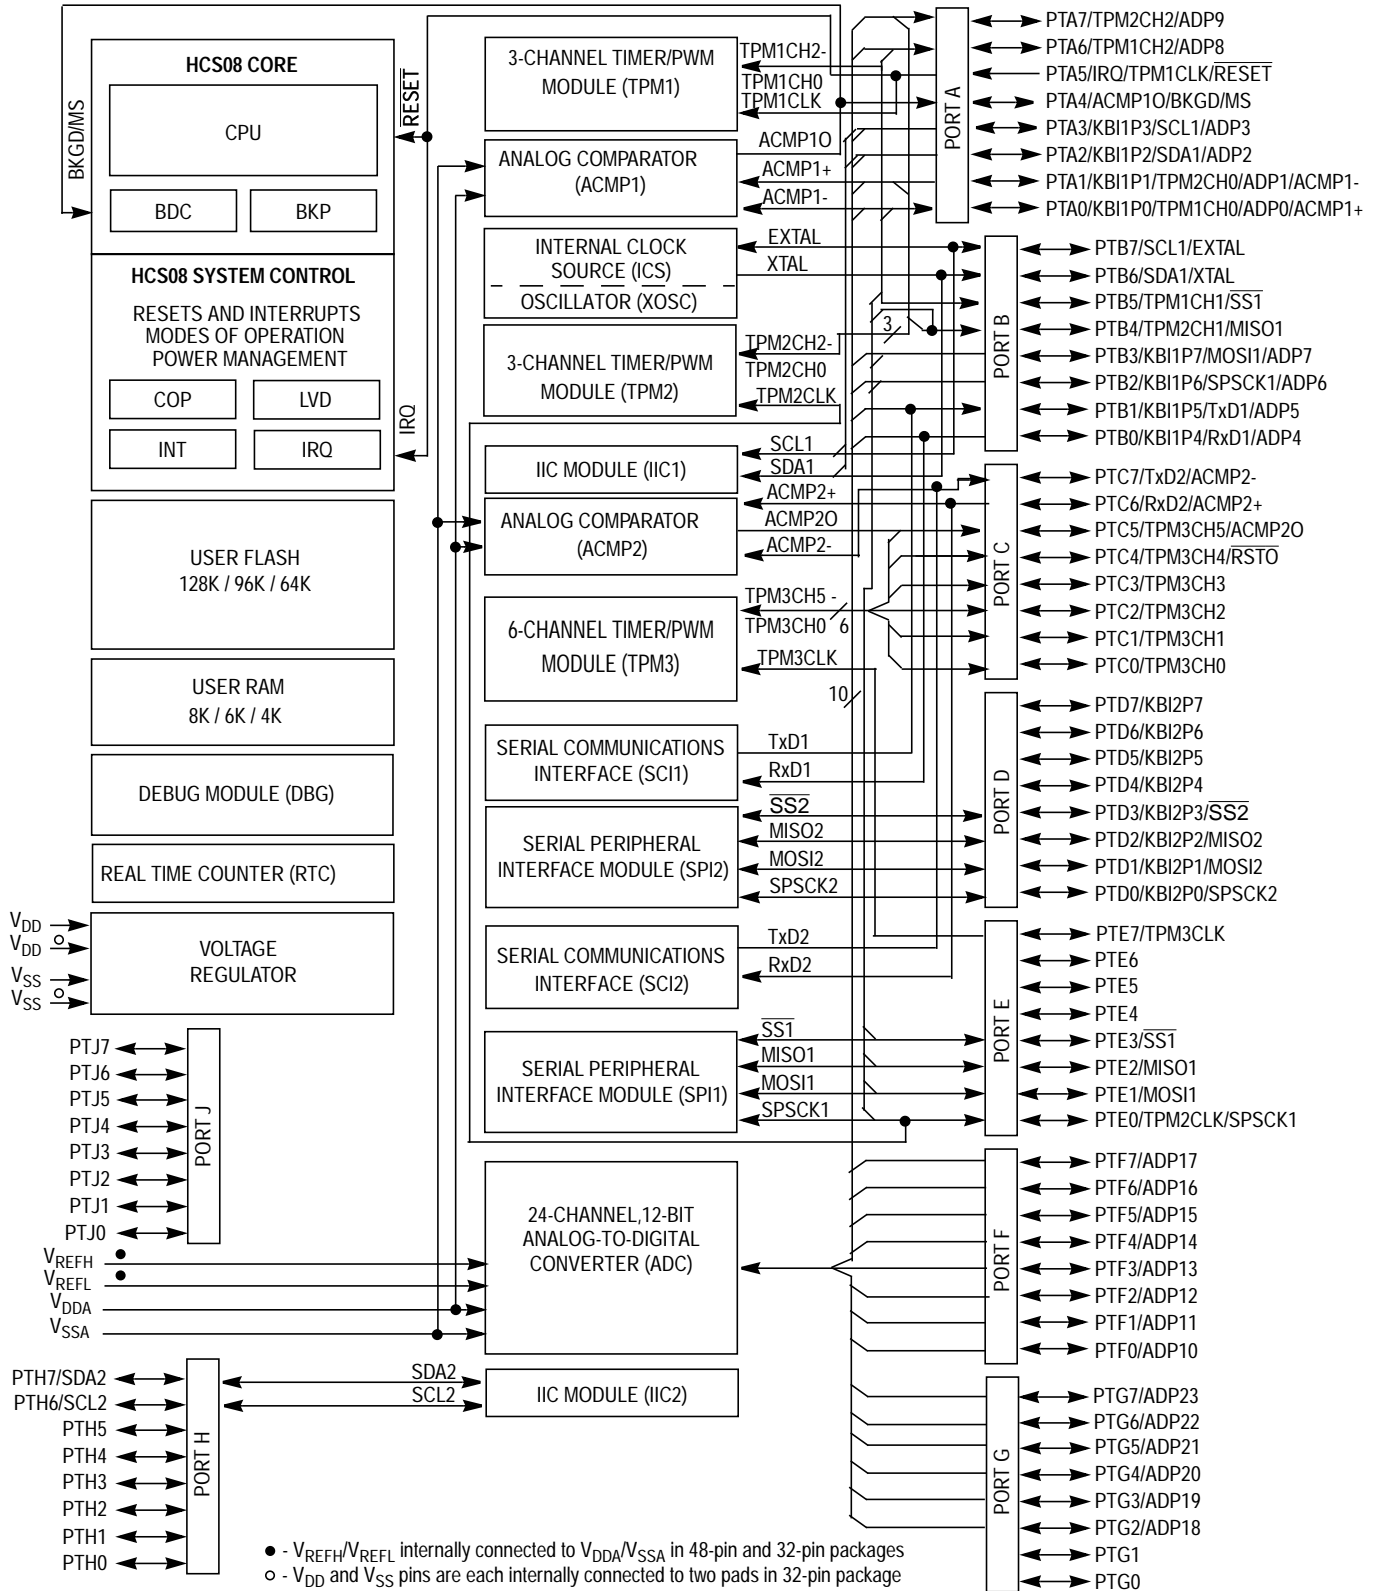 HCS08 CORE
CPU
BDC
BKP
BKGD/MS
RESET
HCS08 SYSTEM CONTROL
RESETS AND INTERRUPTS
MODES OF OPERATION
POWER MANAGEMENT
COP
LVD
INT
IRQ
IRQ
USER FLASH
128K / 96K / 64K
USER RAM
8K / 6K / 4K
DEBUG MODULE (DBG)
REAL TIME COUNTER (RTC)
VDD
VDD
VSS
VSS
VOLTAGE
REGULATOR
PTJ7
PTJ6
PTJ5
PTJ4
PTJ3
PTJ2
PTJ1
PTJ0
PORT J
VREFH
VREFL
VDDA
VSSA
PTH7/SDA2
PTH6/SCL2
PTH5
PTH4
PTH3
PTH2
PTH1
PTH0
PORT H
3-CHANNEL TIMER/PWM
MODULE (TPM1)
TPM1CH2-
TPM1CH0
TPM1CLK
ANALOG COMPARATOR
(ACMP1)
ACMP1O
ACMP1+
ACMP1-
INTERNAL CLOCK
SOURCE (ICS)
OSCILLATOR (XOSC)
EXTAL
XTAL
3-CHANNEL TIMER/PWM
MODULE (TPM2)
TPM2CH2-
TPM2CH0
TPM2CLK
3
IIC MODULE (IIC1)
SCL1
SDA1
ANALOG COMPARATOR
(ACMP2)
ACMP2+
ACMP2O
ACMP2-
6-CHANNEL TIMER/PWM
MODULE (TPM3)
TPM3CH5 -
TPM3CH0
6
TPM3CLK
10
SERIAL COMMUNICATIONS
INTERFACE (SCI1)
TxD1
RxD1
SERIAL PERIPHERAL
INTERFACE MODULE (SPI2)
SS2
MISO2
MOSI2
SPSCK2
SERIAL COMMUNICATIONS
INTERFACE (SCI2)
TxD2
RxD2
SERIAL PERIPHERAL
INTERFACE MODULE (SPI1)
SS1
MISO1
MOSI1
SPSCK1
24-CHANNEL,12-BIT
ANALOG-TO-DIGITAL
CONVERTER (ADC)
SDA2
SCL2
IIC MODULE (IIC2)
PORT A
PTA7/TPM2CH2/ADP9
PTA6/TPM1CH2/ADP8
PTA5/IRQ/TPM1CLK/RESET
PTA4/ACMP1O/BKGD/MS
PTA3/KBI1P3/SCL1/ADP3
PTA2/KBI1P2/SDA1/ADP2
PTA1/KBI1P1/TPM2CH0/ADP1/ACMP1-
PTA0/KBI1P0/TPM1CH0/ADP0/ACMP1+
PORT B
PTB7/SCL1/EXTAL
PTB6/SDA1/XTAL
PTB5/TPM1CH1/SS1
PTB4/TPM2CH1/MISO1
PTB3/KBI1P7/MOSI1/ADP7
PTB2/KBI1P6/SPSCK1/ADP6
PTB1/KBI1P5/TxD1/ADP5
PTB0/KBI1P4/RxD1/ADP4
PORT C
PTC7/TxD2/ACMP2-
PTC6/RxD2/ACMP2+
PTC5/TPM3CH5/ACMP2O
PTC4/TPM3CH4/RSTO
PTC3/TPM3CH3
PTC2/TPM3CH2
PTC1/TPM3CH1
PTC0/TPM3CH0
PORT D
PTD7/KBI2P7
PTD6/KBI2P6
PTD5/KBI2P5
PTD4/KBI2P4
PTD3/KBI2P3/SS2
PTD2/KBI2P2/MISO2
PTD1/KBI2P1/MOSI2
PTD0/KBI2P0/SPSCK2
PORT E
PTE7/TPM3CLK
PTE6
PTE5
PTE4
PTE3/SS1
PTE2/MISO1
PTE1/MOSI1
PTE0/TPM2CLK/SPSCK1
PORT F
PTF7/ADP17
PTF6/ADP16
PTF5/ADP15
PTF4/ADP14
PTF3/ADP13
PTF2/ADP12
PTF1/ADP11
PTF0/ADP10
PORT G
PTG7/ADP23
PTG6/ADP22
PTG5/ADP21
PTG4/ADP20
PTG3/ADP19
PTG2/ADP18
PTG1
PTG0
● - VREFH/VREFL internally connected to VDDA/VSSA in 48-pin and 32-pin packages
○ - VDD and VSS pins are each internally connected to two pads in 32-pin package